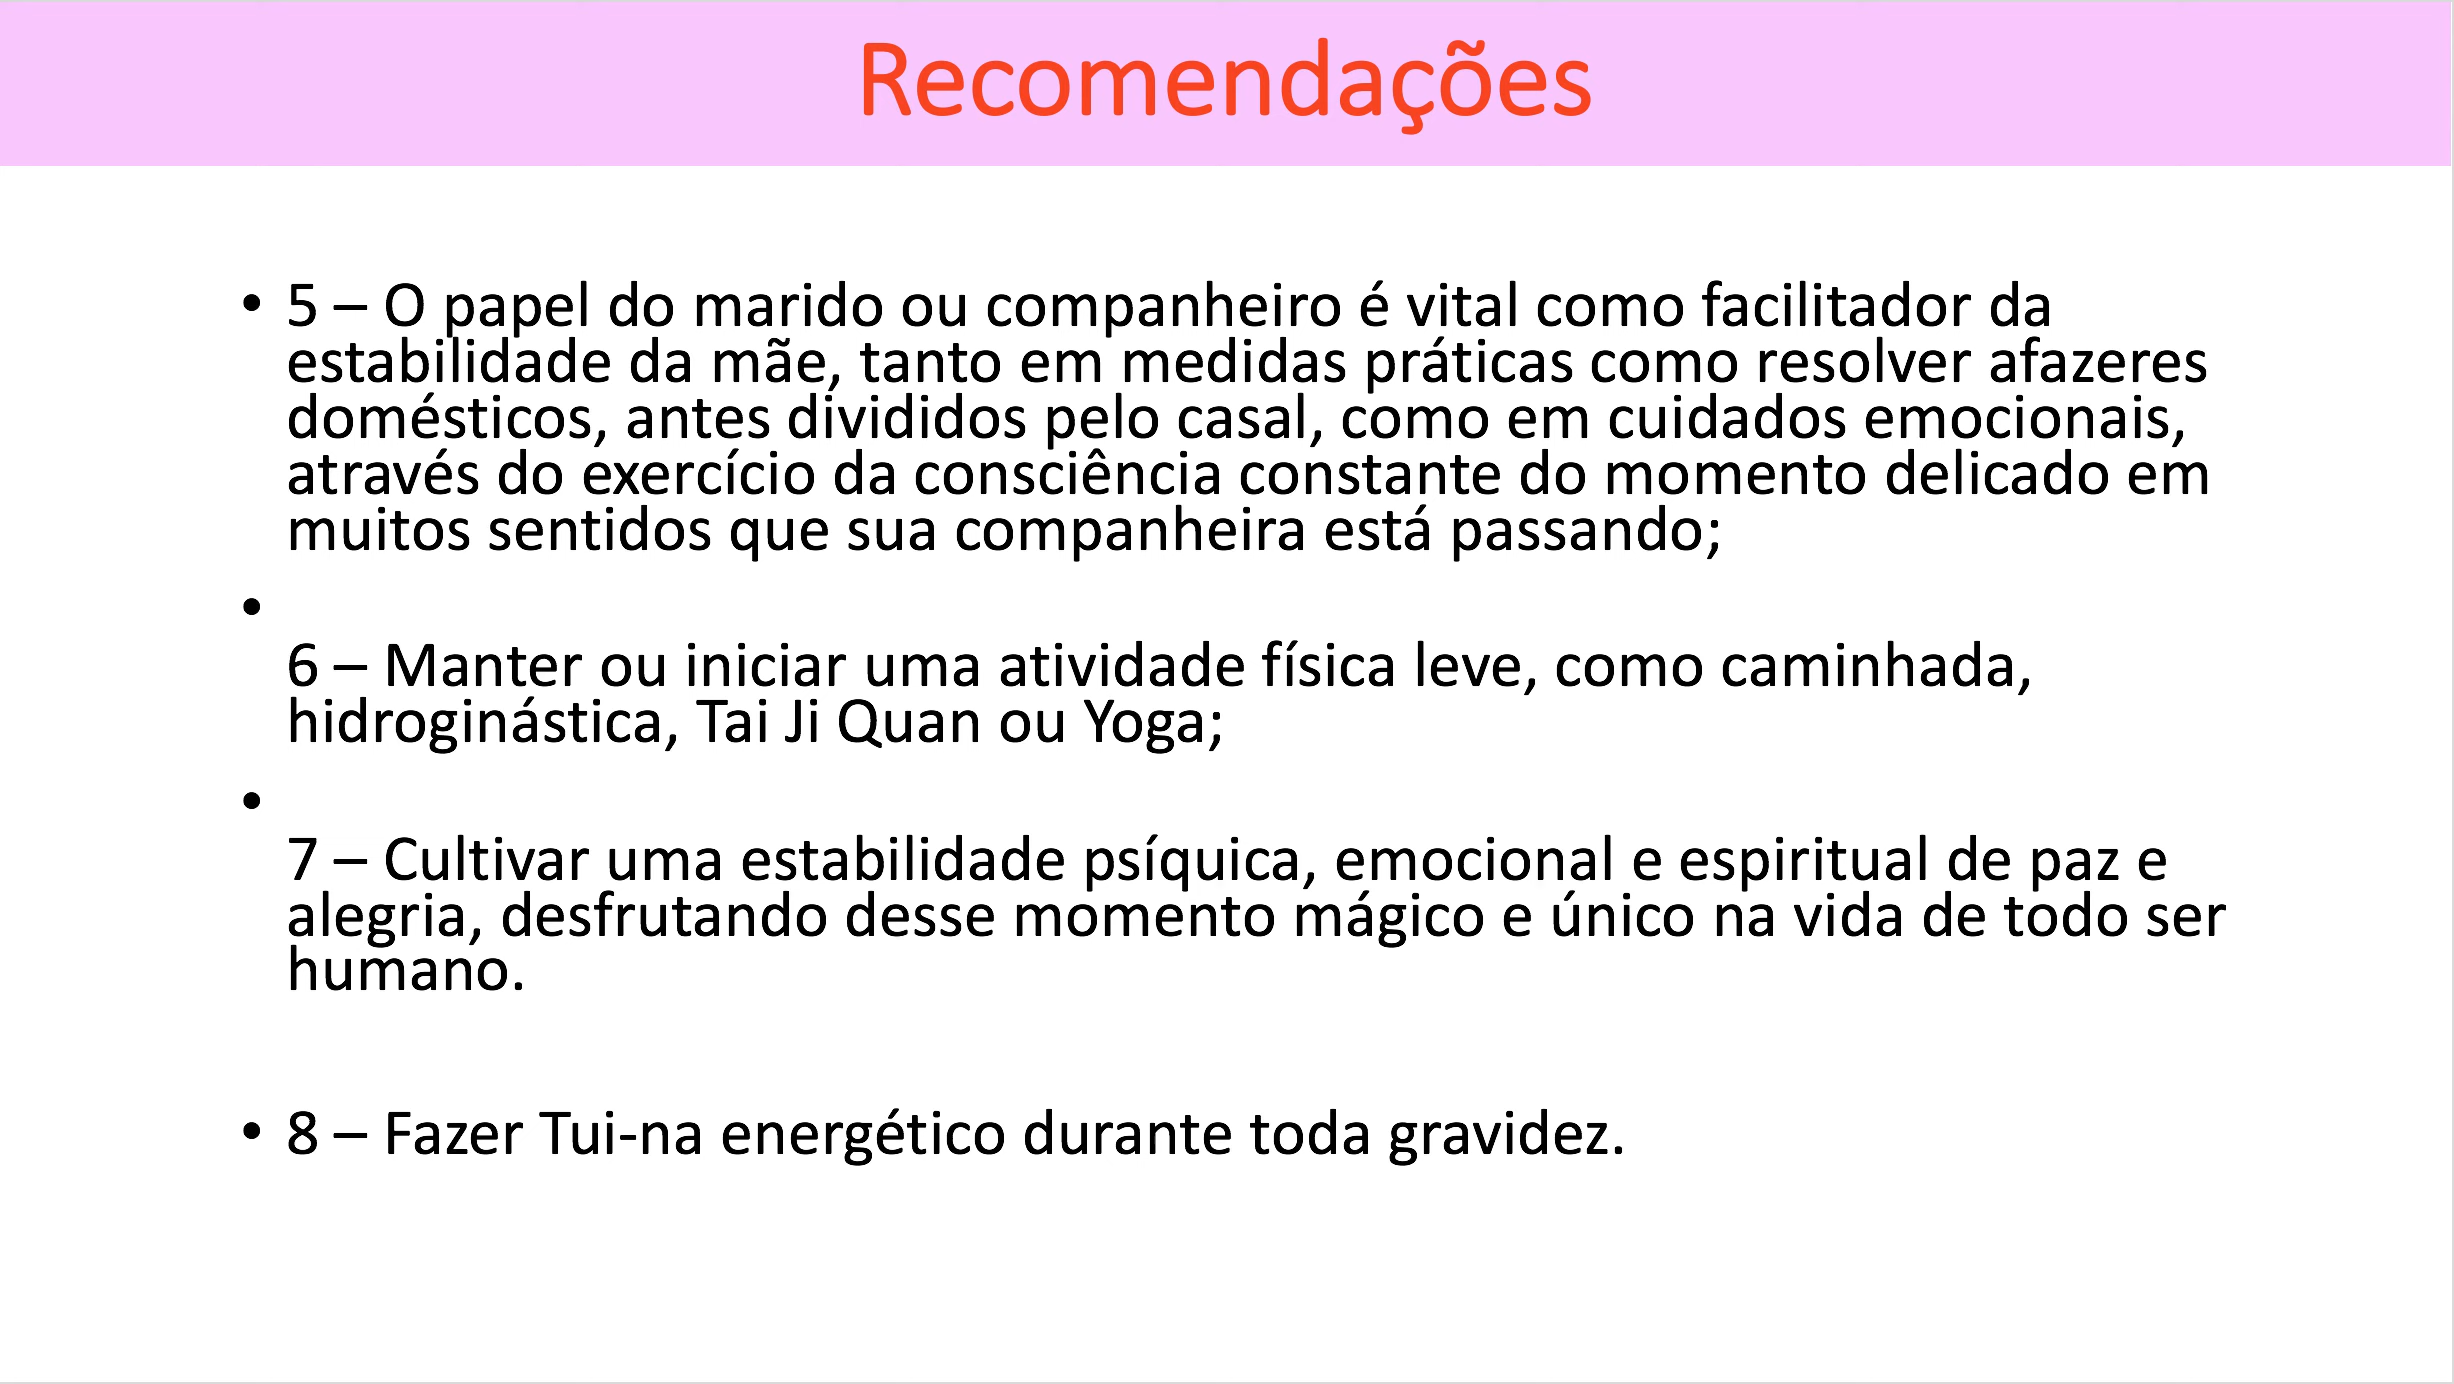 Recomendações
• 5 – O papel do marido ou companheiro é vital como facilitador da
estabilidade da mãe, tanto em medidas práticas como resolver afazeres
domésticos, antes divididos pelo casal, como em cuidados emocionais,
através do exercício da consciência constante do momento delicado em
muitos sentidos que sua companheira está passando;
•
6 – Manter ou iniciar uma atividade física leve, como caminhada,
hidroginástica, Tai Ji Quan ou Yoga;
•
7 – Cultivar uma estabilidade psíquica, emocional e espiritual de paz e
alegria, desfrutando desse momento mágico e único na vida de todo ser
humano.
• 8 – Fazer Tui-na energético durante toda gravidez.